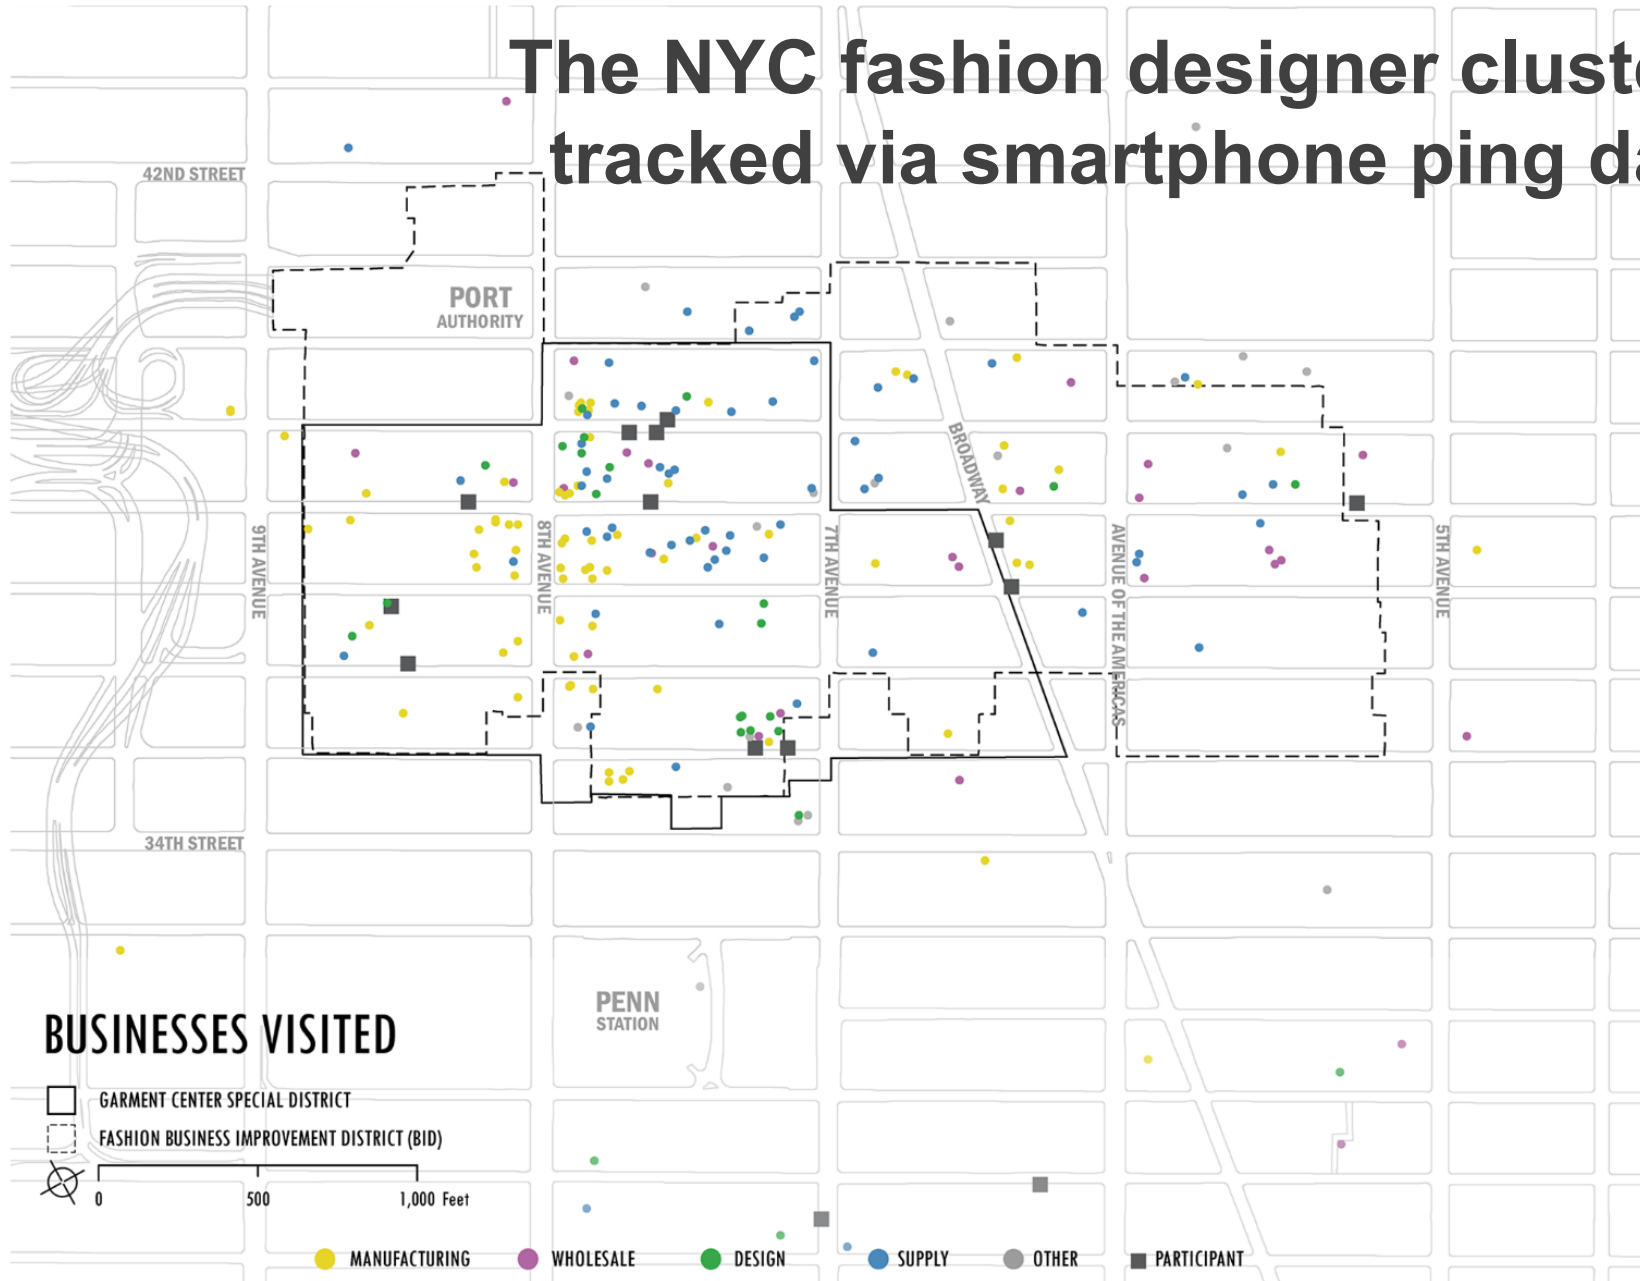 The NYC fashion designer clust
tracked via smartphone ping da
42ND STREET
PORT
AUTHORITY
BROADWAY
9TH AVENUE
8TH AVENUE
7TH AVENUE
AVENUE OF THE AMERICAS
5TH AVENUE
34TH STREET
PENN
STATION
BUSINESSES VISITED
GARMENT CENTER SPECIAL DISTRICT
FASHION BUSINESS IMPROVEMENT DISTRICT (BID)
0 500 1,000 Feet
MANUFACTURING WHOLESALE DESIGN SUPPLY OTHER PARTICIPANT